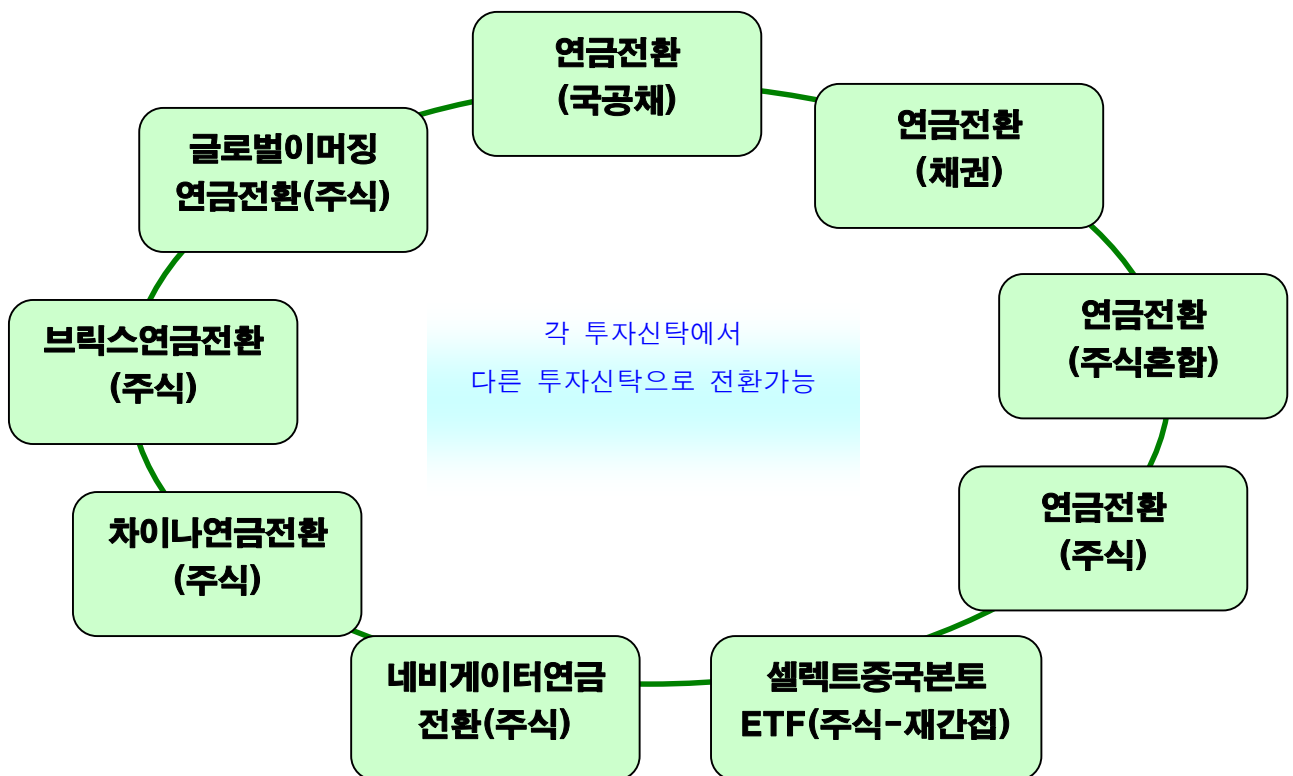 연금전환
(국공채)
연금전환
(채권)
글로벌이머징
연금전환(주식)
연금전환
(주식혼합)
브릭스연금전환
(주식)
각 투자신탁에서
다른 투자신탁으로 전환가능
연금전환
(주식)
차이나연금전환
(주식)
네비게이터연금
전환(주식)
셀렉트중국본토
ETF(주식-재간접)